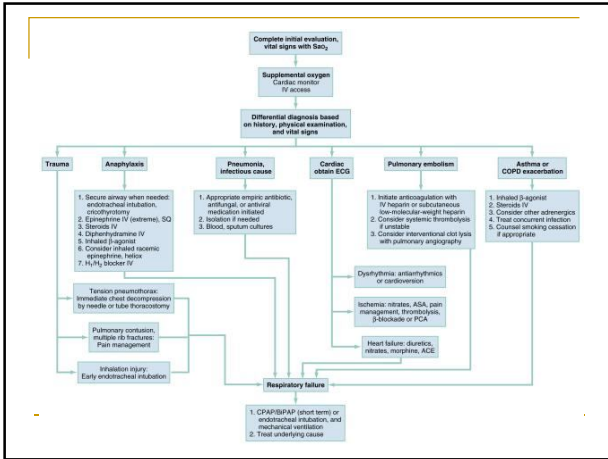 Complete initial evaluation,
vital signs with SaO₂
Supplemental oxygen
Cardiac monitor
IV access
Differential diagnosis based
on history, physical examination,
and vital signs
Trauma
Anaphylaxis
1. Secure airway when needed:
endotracheal intubation,
cricothyrotomy
2. Epinephrine IV (extreme), SQ
3. Steroids IV
4. Diphenhydramine IV
5. Inhaled β-agonist
6. Consider inhaled racemic
epinephrine, heliox
7. H₁/H₂ blocker IV
Pneumonia,
infectious cause
1. Appropriate empiric antibiotic,
antifungal, or antiviral
medication initiated
2. Isolation if needed
3. Blood, sputum cultures
Cardiac
obtain ECG
Pulmonary embolism
1. Initiate anticoagulation with
IV heparin or subcutaneous
low-molecular-weight heparin
2. Consider systemic thrombolysis
if unstable
3. Consider interventional clot lysis
with pulmonary angiography
Asthma or
COPD exacerbation
1. Inhaled β-agonist
2. Steroids IV
3. Consider other adrenergics
4. Treat concurrent infection
5. Counsel smoking cessation
if appropriate
Tension pneumothorax:
Immediate chest decompression
by needle or tube thoracostomy
Pulmonary contusion,
multiple rib fractures:
Pain management
Inhalation injury:
Early endotracheal intubation
Dysrhythmia: antiarrhythmics
or cardioversion
Ischemia: nitrates, ASA, pain
management, thrombolysis,
β-blockade or PCA
Heart failure: diuretics,
nitrates, morphine, ACE
Respiratory failure
1. CPAP/BiPAP (short term) or
endotracheal intubation, and
mechanical ventilation
2. Treat underlying cause